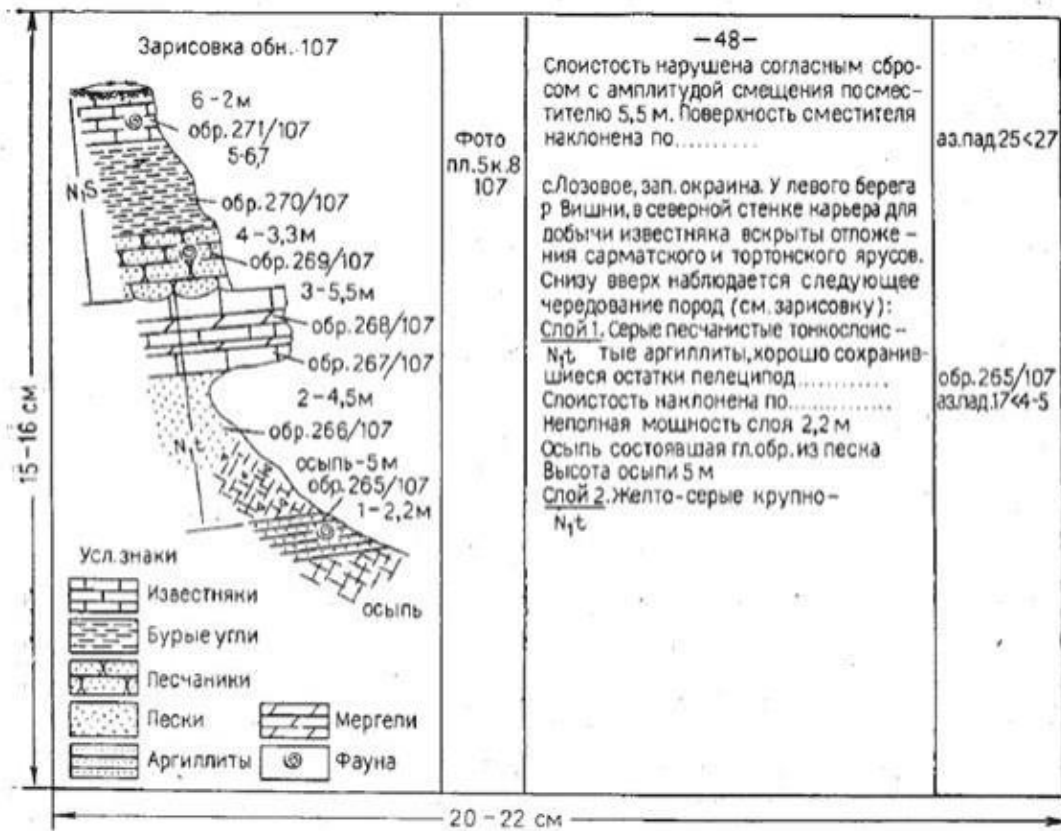 Зарисовка обн. 107
6-2м
обр. 271/107
5-6,7
N₁S
обр. 270/107
4-3,3м
обр. 269/107
3-5,5м
обр. 268/107
обр. 267/107
2-4,5м
обр. 266/107
N₁t
осыпь-5м
обр. 265/107
1-2,2м
осыпь
Усл. знаки
Известняки
Бурые угли
Песчаники
Пески
Мергели
Аргиллиты
Фауна
15-16 см
Фото
пл. 5 к. 8
107
-48-
Слоистость нарушена согласным сбро-
сом с амплитудой смещения посмес-
тителю 5,5 м. Поверхность сместителя
наклонена по.........
аз.пад.25<27
с.Лозовое, зап. окраина. У левого берега
р Вишни, в северной стенке карьера для
добычи известняка вскрыты отложе-
ния сарматского и тортонского ярусов.
Снизу вверх наблюдается следующее
чередование пород (см. зарисовку):
Слой 1. Серые песчанистые тонкослоис-
N₁t тые аргиллиты, хорошо сохранив-
шиеся остатки пелеципод............
обр. 265/107
Слоистость наклонена по............
аз.пад.17<4-5
Неполная мощность слоя 2,2 м
Осыпь состоявшая гл. обр. из песка
Высота осыпи 5 м
Слой 2. Желто-серые крупно-
N₁t
20-22 см